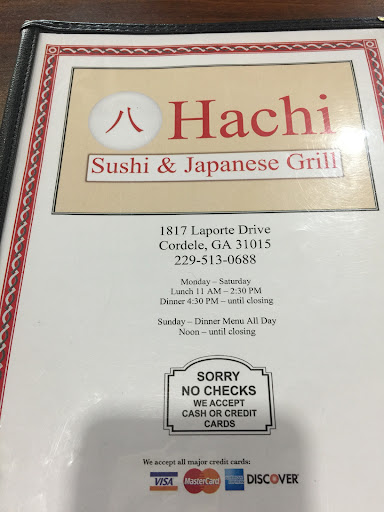 八 Hachi
Sushi & Japanese Grill
1817 Laporte Drive
Cordele, GA 31015
229-513-0688
Monday – Saturday
Lunch 11 AM – 2:30 PM
Dinner 4:30 PM – until closing
Sunday – Dinner Menu All Day
Noon – until closing
SORRY
NO CHECKS
WE ACCEPT
CASH OR CREDIT
CARDS
We accept all major credit cards:
VISA MasterCard AMERICAN EXPRESS DISCOVER